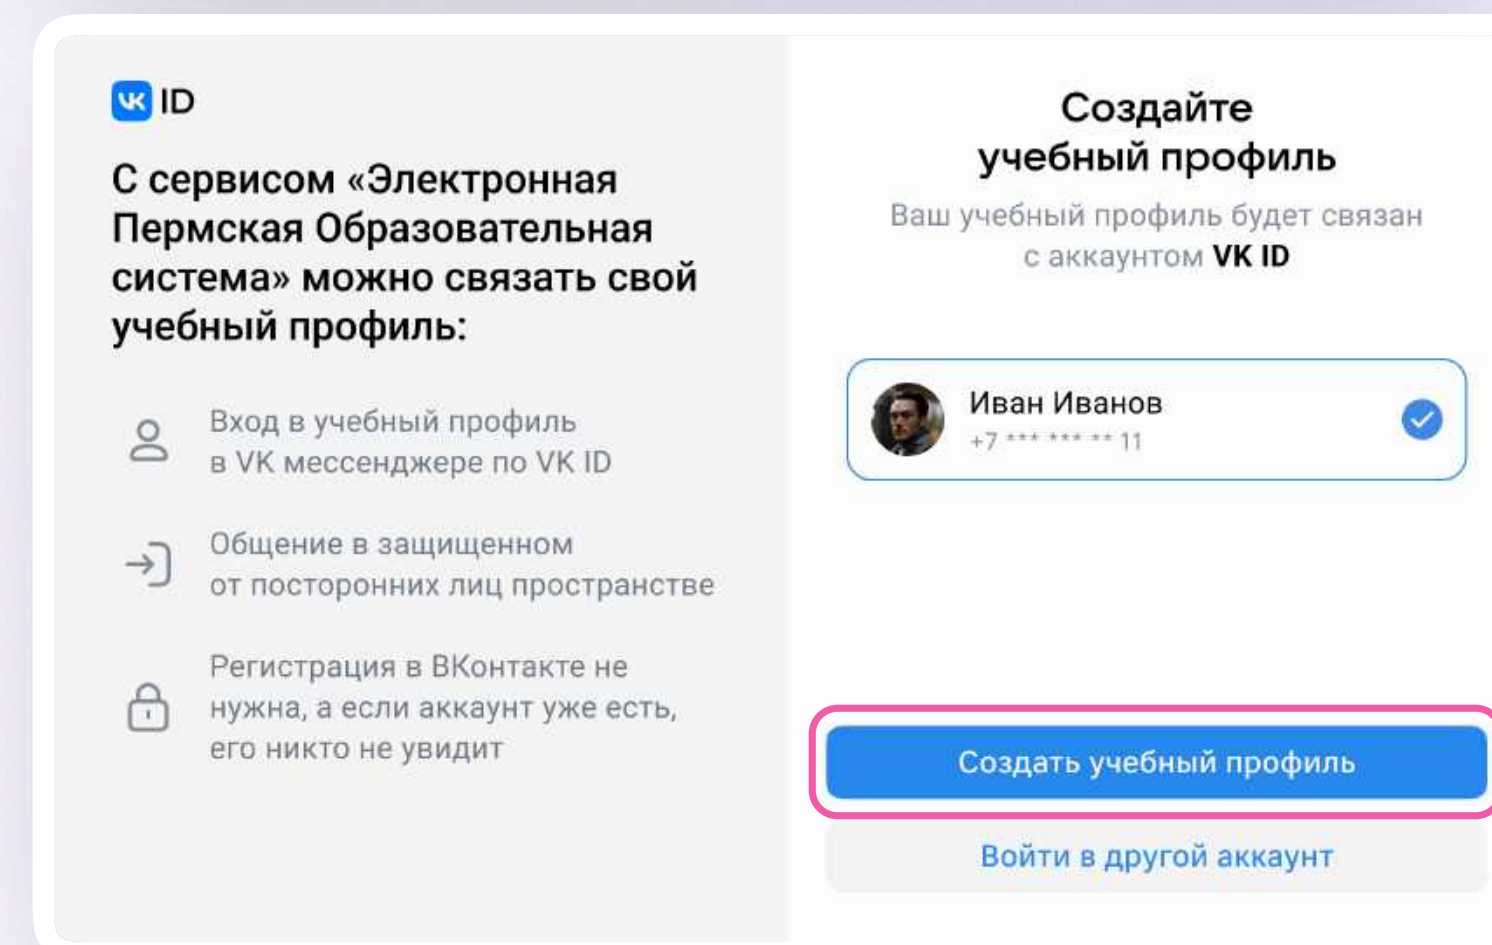 VK ID
С сервисом «Электронная
Пермская Образовательная
система» можно связать свой
учебный профиль:
Вход в учебный профиль
в VK мессенджере по VK ID
Общение в защищенном
от посторонних лиц пространстве
Регистрация в ВКонтакте не
нужна, а если аккаунт уже есть,
его никто не увидит
Создайте
учебный профиль
Ваш учебный профиль будет связан
с аккаунтом VK ID
Иван Иванов
+7 *** *** ** 11
Создать учебный профиль
Войти в другой аккаунт